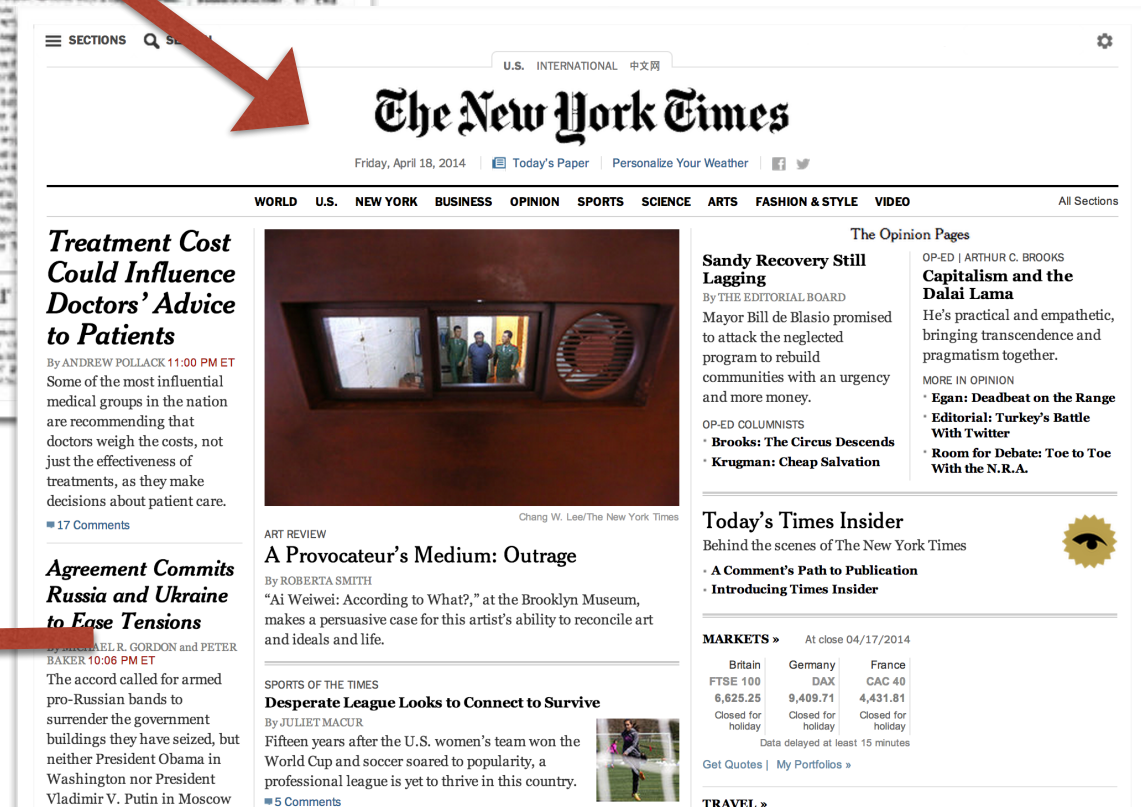 SECTIONS
U.S. INTERNATIONAL 中文网
The New York Times
Friday, April 18, 2014 Today's Paper Personalize Your Weather
WORLD U.S. NEW YORK BUSINESS OPINION SPORTS SCIENCE ARTS FASHION & STYLE VIDEO All Sections
Treatment Cost
Could Influence
Doctors' Advice
to Patients
By ANDREW POLLACK 11:00 PM ET
Some of the most influential
medical groups in the nation
are recommending that
doctors weigh the costs, not
just the effectiveness of
treatments, as they make
decisions about patient care.
17 Comments
Agreement Commits
Russia and Ukraine
to Ease Tensions
R. GORDON and PETER
BAKER 10:06 PM ET
The accord called for armed
pro-Russian bands to
surrender the government
buildings they have seized, but
neither President Obama in
Washington nor President
Vladimir V. Putin in Moscow
Chang W. Lee/The New York Times
ART REVIEW
A Provocateur's Medium: Outrage
By ROBERTA SMITH
“Ai Weiwei: According to What?,” at the Brooklyn Museum,
makes a persuasive case for this artist's ability to reconcile art
and ideals and life.
SPORTS OF THE TIMES
Desperate League Looks to Connect to Survive
By JULIET MACUR
Fifteen years after the U.S. women's team won the
World Cup and soccer soared to popularity, a
professional league is yet to thrive in this country.
5 Comments
The Opinion Pages
Sandy Recovery Still
Lagging
By THE EDITORIAL BOARD
Mayor Bill de Blasio promised
to attack the neglected
program to rebuild
communities with an urgency
and more money.
OP-ED COLUMNISTS
Brooks: The Circus Descends
Krugman: Cheap Salvation
OP-ED | ARTHUR C. BROOKS
Capitalism and the
Dalai Lama
He's practical and empathetic,
bringing transcendence and
pragmatism together.
MORE IN OPINION
Egan: Deadbeat on the Range
Editorial: Turkey's Battle
With Twitter
Room for Debate: Toe to Toe
With the N.R.A.
Today's Times Insider
Behind the scenes of The New York Times
A Comment's Path to Publication
Introducing Times Insider
MARKETS » At close 04/17/2014
Britain Germany France
FTSE 100 DAX CAC 40
6,625.25 9,409.71 4,431.81
Closed for Closed for Closed for
holiday holiday holiday
Data delayed at least 15 minutes
Get Quotes | My Portfolios »
TRAVEL »